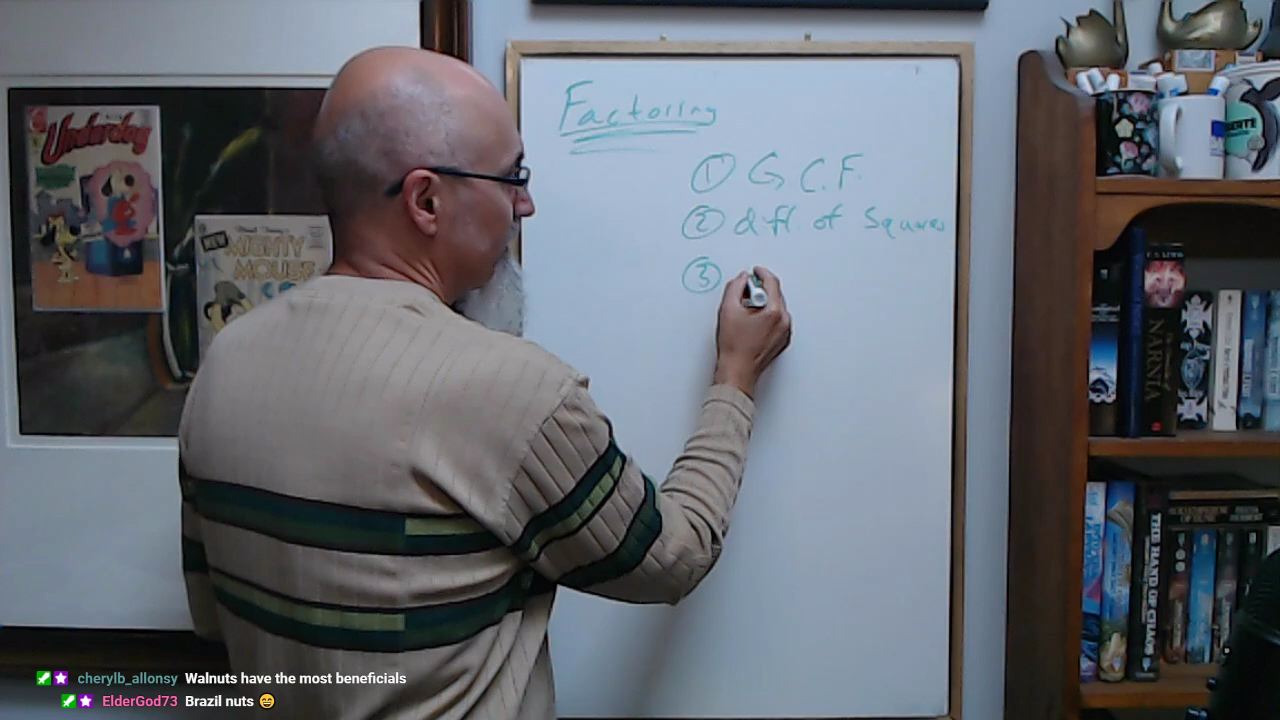 Factoring
① G.C.F.
② diff. of Squares
③
Underdog
NEW
MIGHTY
MOUSE
NARNIA
THE HAND OF CHAOS
cherylb_allonsy Walnuts have the most beneficials
ElderGod73 Brazil nuts 😄